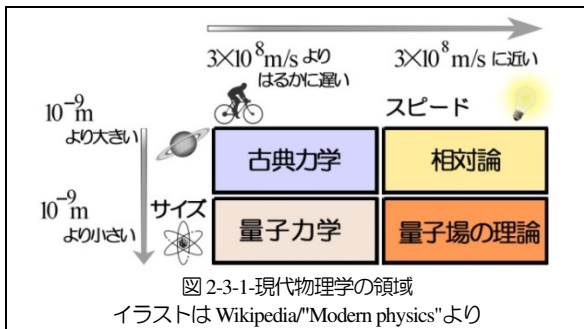 3×10⁸m/s より
はるかに遅い
3×10⁸m/s に近い
スピード
10⁻⁹m
より大きい
10⁻⁹m
より小さい
サイズ
古典力学
相対論
量子力学
量子場の理論
図 2-3-1-現代物理学の領域
イラストは Wikipedia/"Modern physics"より